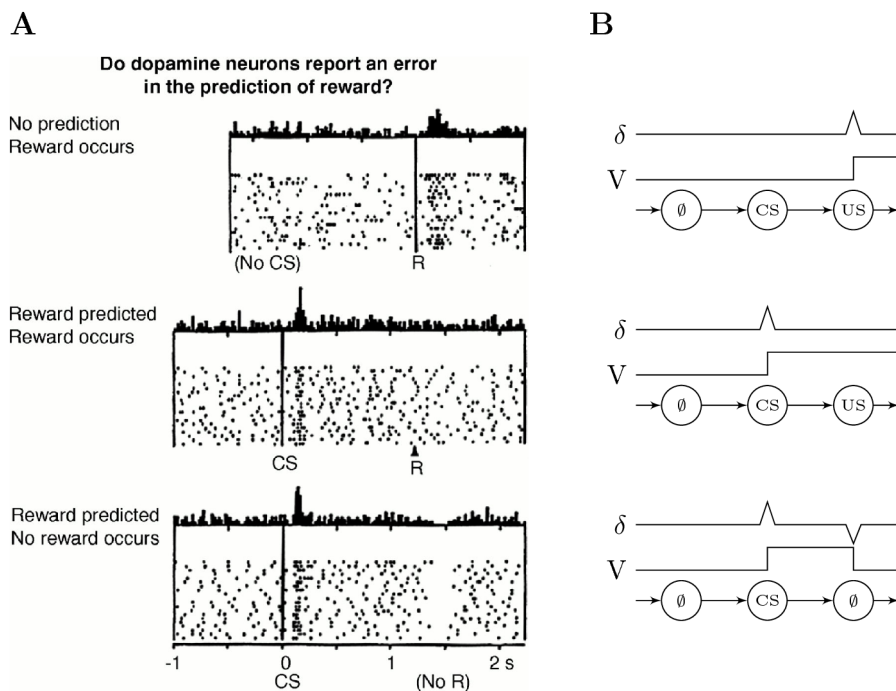 A
Do dopamine neurons report an error
in the prediction of reward?
No prediction
Reward occurs
(No CS)
R
Reward predicted
Reward occurs
CS
R
Reward predicted
No reward occurs
-1
0
1
2 s
CS
(No R)
B
δ
V
∅
CS
US
δ
V
∅
CS
US
δ
V
∅
CS
∅